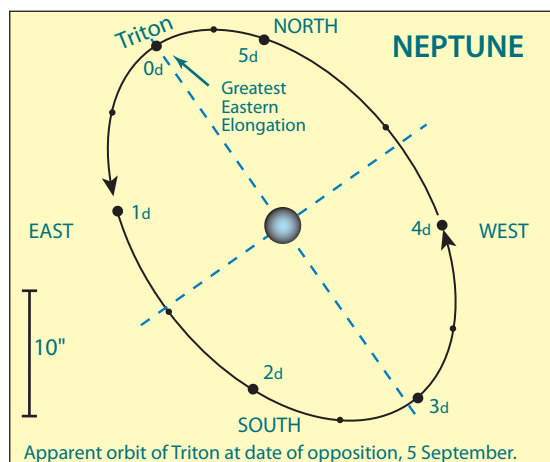 NEPTUNE
Triton
NORTH
0d
5d
Greatest
Eastern
Elongation
1d
EAST
4d
WEST
10"
2d
3d
SOUTH
Apparent orbit of Triton at date of opposition, 5 September.